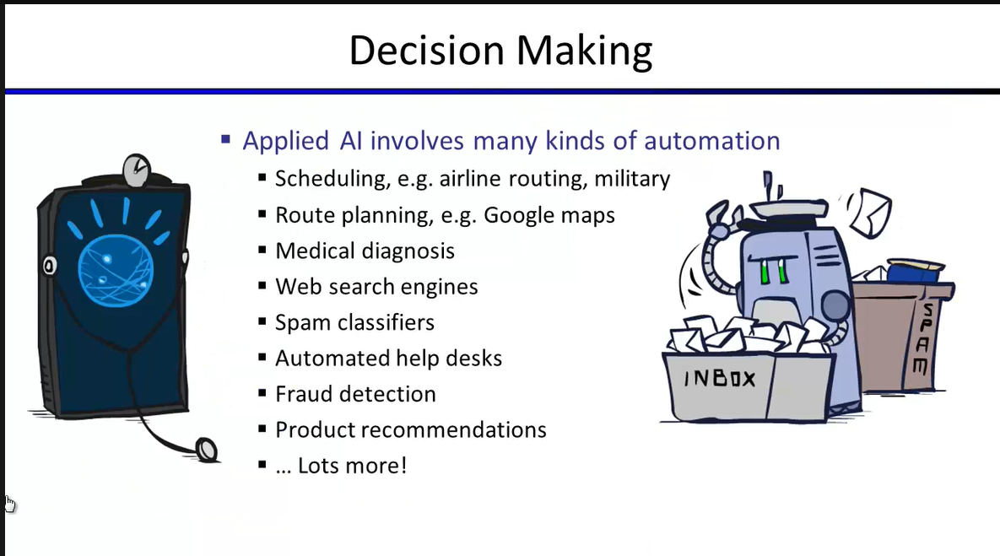 Decision Making
▪ Applied AI involves many kinds of automation
▪ Scheduling, e.g. airline routing, military
▪ Route planning, e.g. Google maps
▪ Medical diagnosis
▪ Web search engines
▪ Spam classifiers
▪ Automated help desks
▪ Fraud detection
▪ Product recommendations
▪ … Lots more!
INBOX
SPAM